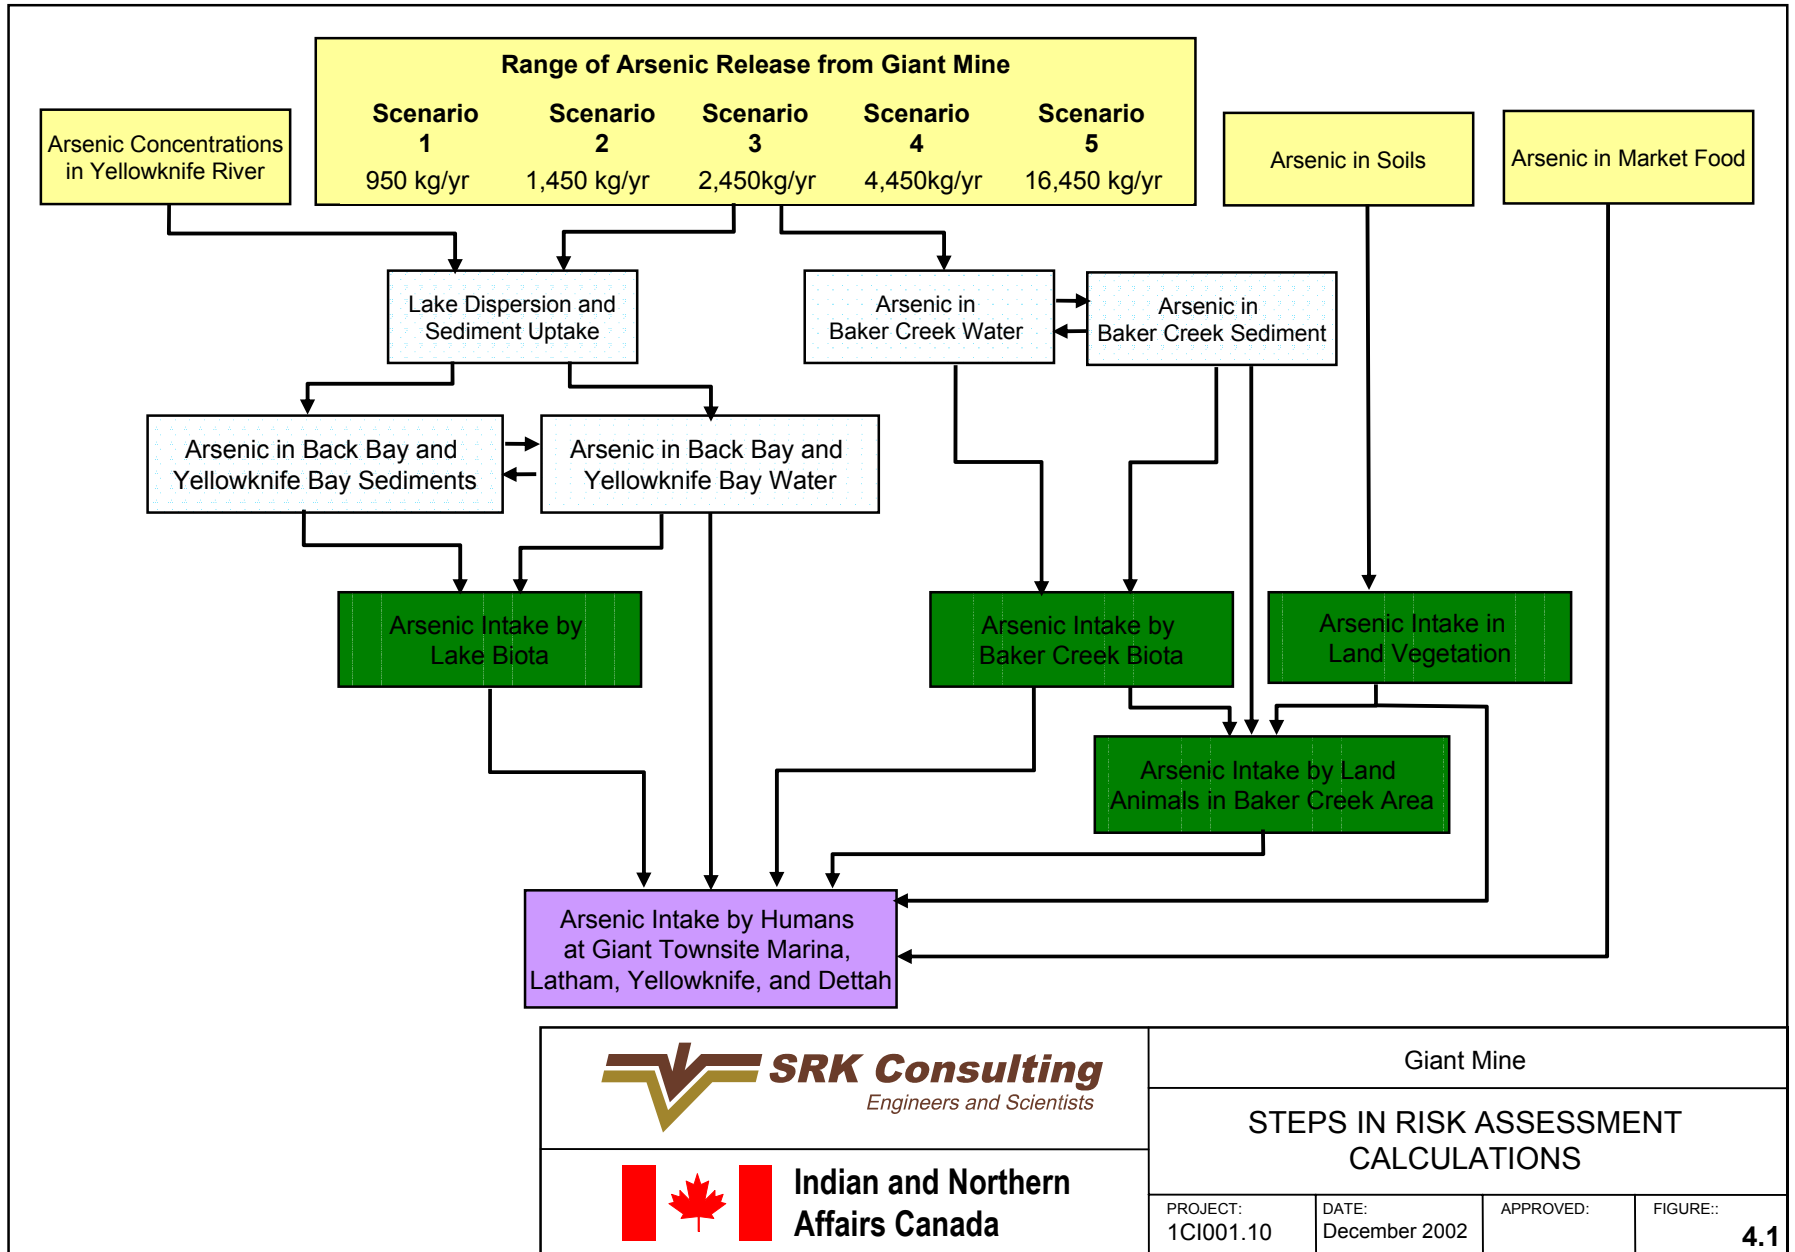 Range of Arsenic Release from Giant Mine
Scenario 1
Scenario 2
Scenario 3
Scenario 4
Scenario 5
950 kg/yr
1,450 kg/yr
2,450kg/yr
4,450kg/yr
16,450 kg/yr
Arsenic Concentrations
in Yellowknife River
Arsenic in Soils
Arsenic in Market Food
Lake Dispersion and
Sediment Uptake
Arsenic in
Baker Creek Water
Arsenic in
Baker Creek Sediment
Arsenic in Back Bay and
Yellowknife Bay Sediments
Arsenic in Back Bay and
Yellowknife Bay Water
Arsenic Intake by
Lake Biota
Arsenic Intake by
Baker Creek Biota
Arsenic Intake in
Land Vegetation
Arsenic Intake by Land
Animals in Baker Creek Area
Arsenic Intake by Humans
at Giant Townsite Marina,
Latham, Yellowknife, and Dettah
SRK Consulting
Engineers and Scientists
Indian and Northern
Affairs Canada
Giant Mine
STEPS IN RISK ASSESSMENT
CALCULATIONS
PROJECT:
1CI001.10
DATE:
December 2002
APPROVED:
FIGURE::
4.1